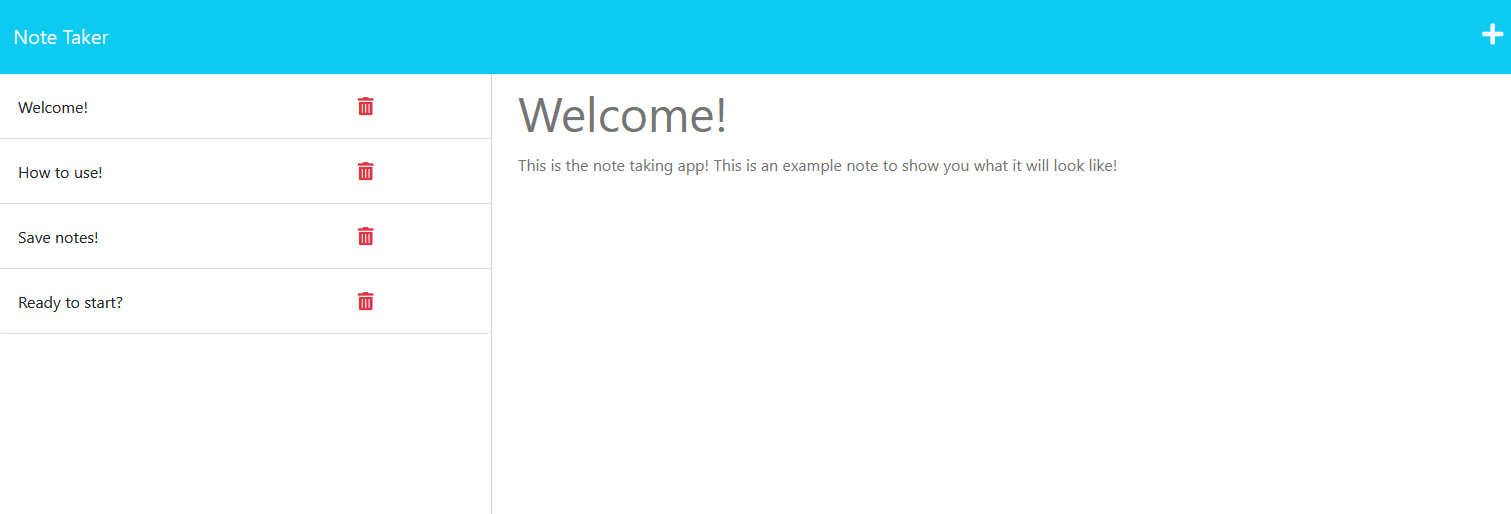 Note Taker
Welcome!
How to use!
Save notes!
Ready to start?
Welcome!
This is the note taking app! This is an example note to show you what it will look like!